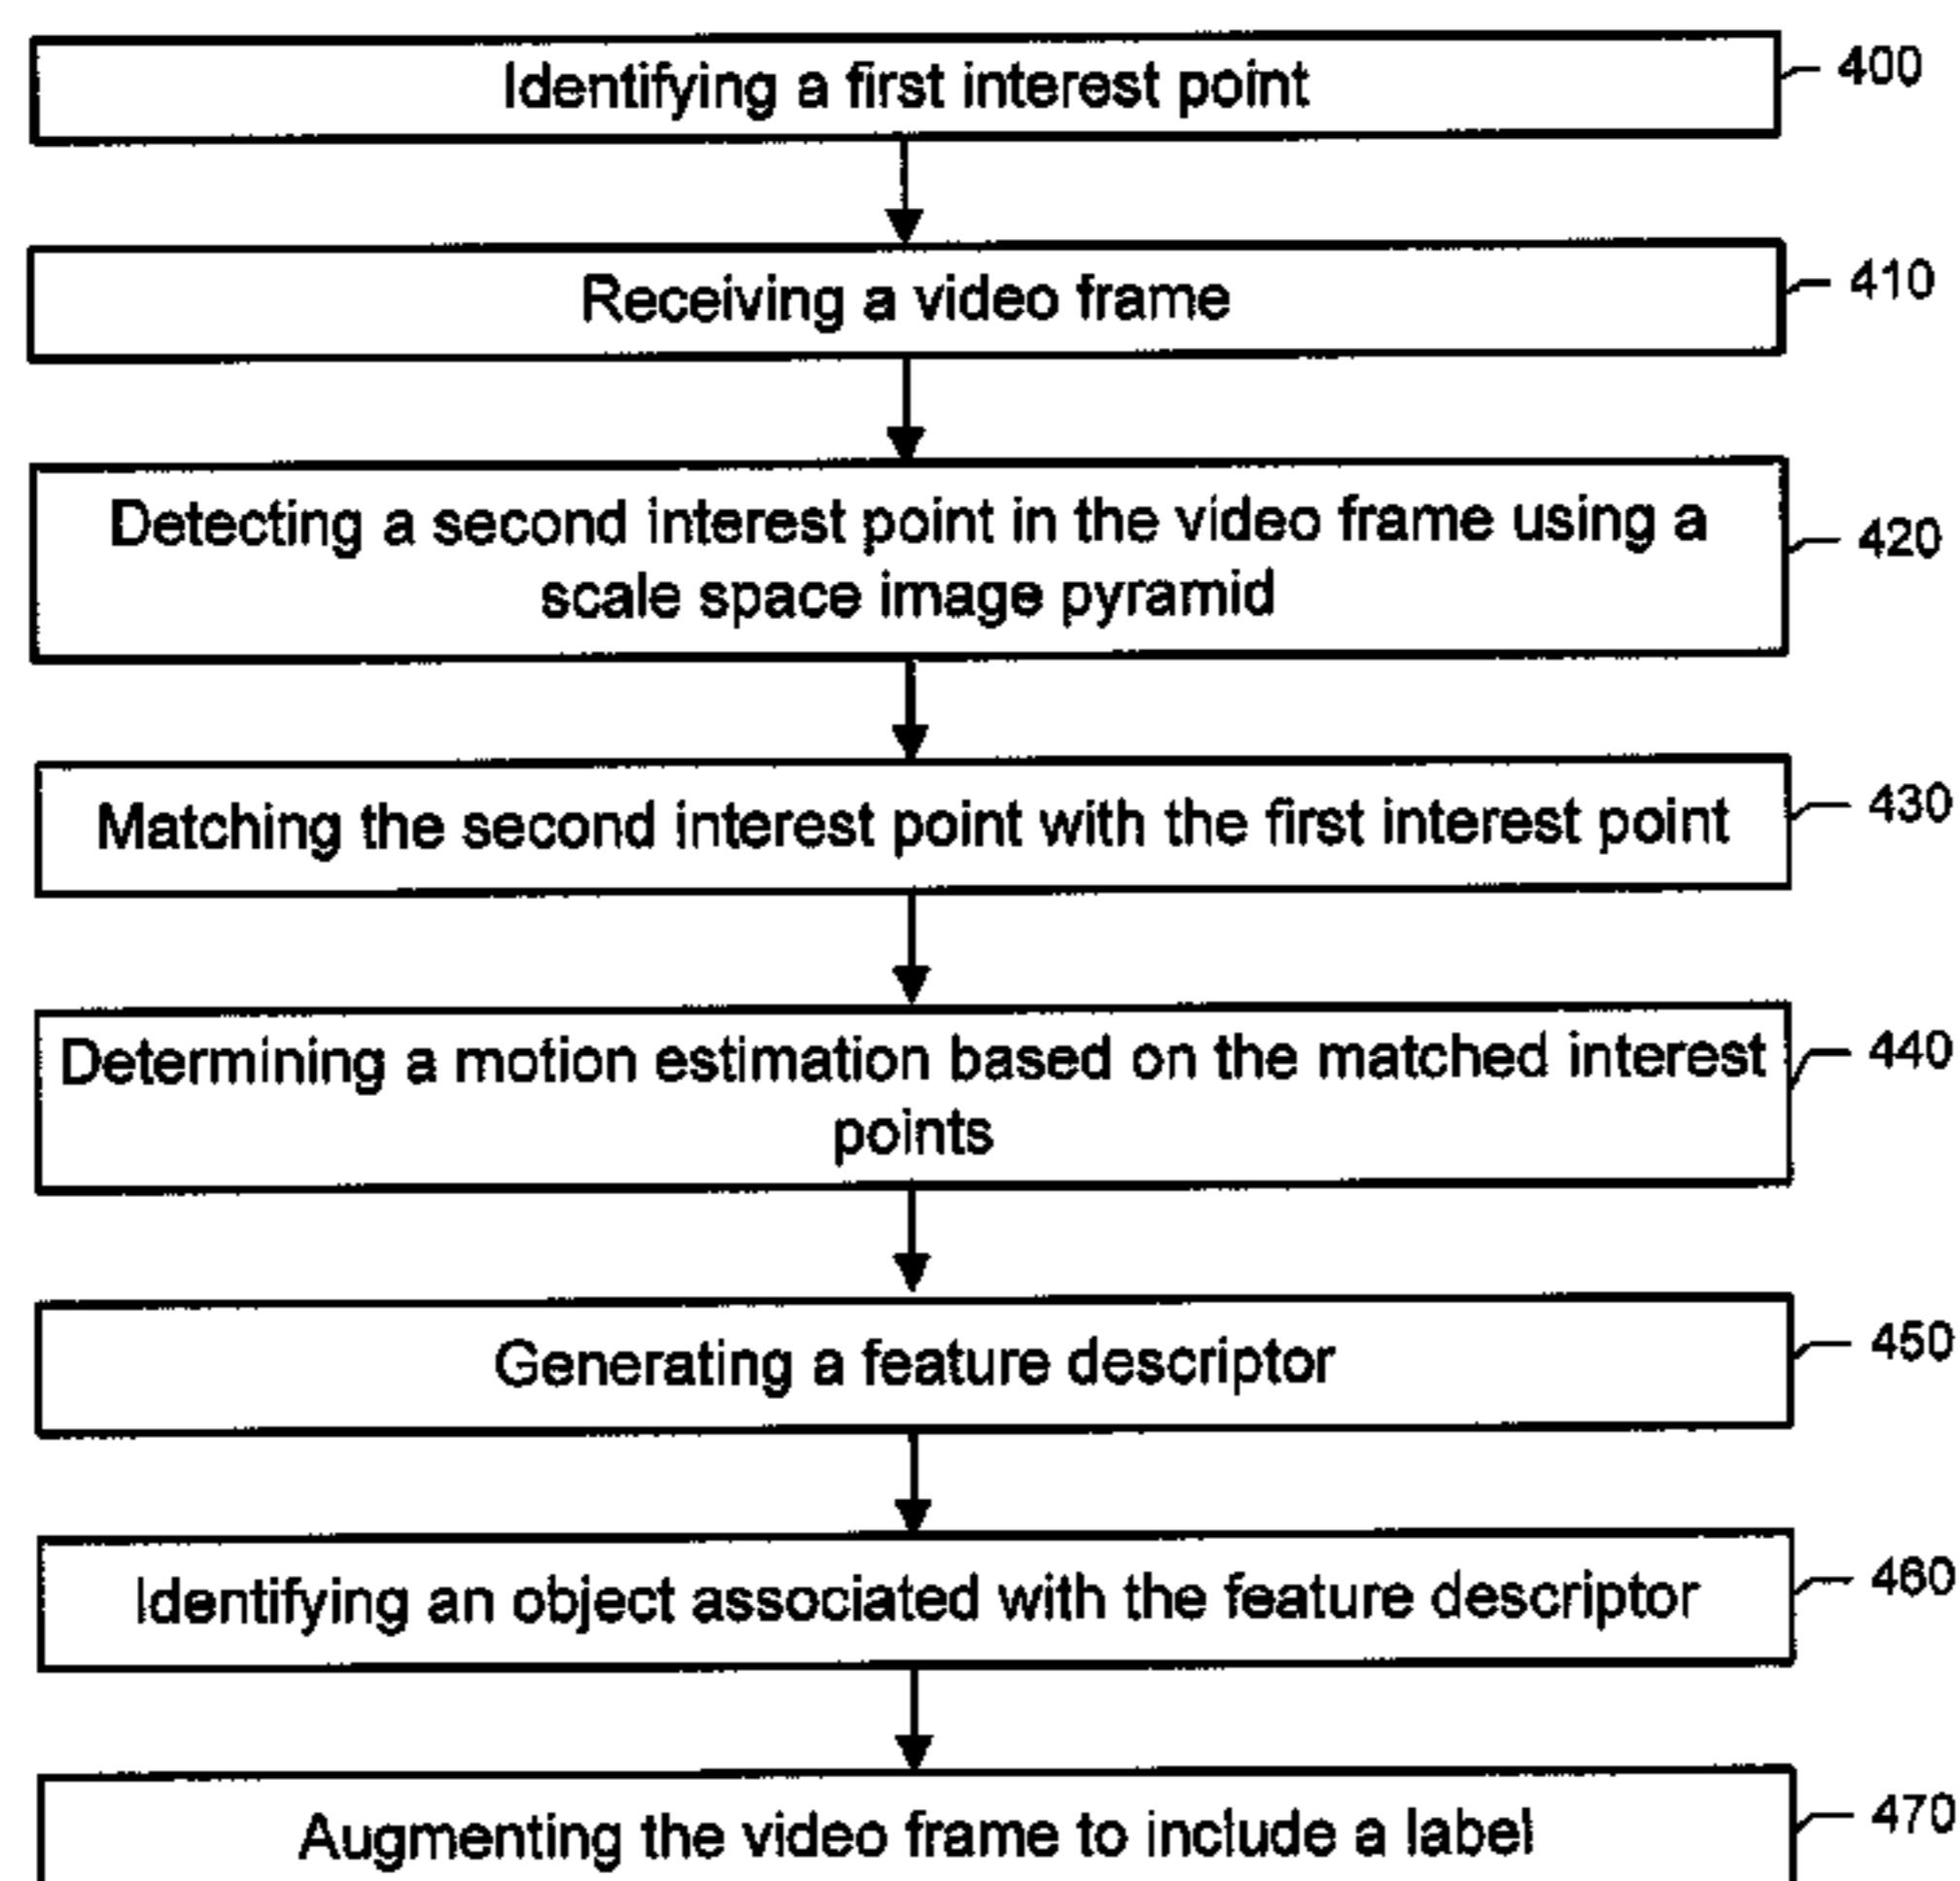 Identifying a first interest point
400
Receiving a video frame
410
Detecting a second interest point in the video frame using a
scale space image pyramid
420
Matching the second interest point with the first interest point
430
Determining a motion estimation based on the matched interest
points
440
Generating a feature descriptor
450
Identifying an object associated with the feature descriptor
460
Augmenting the video frame to include a label
470